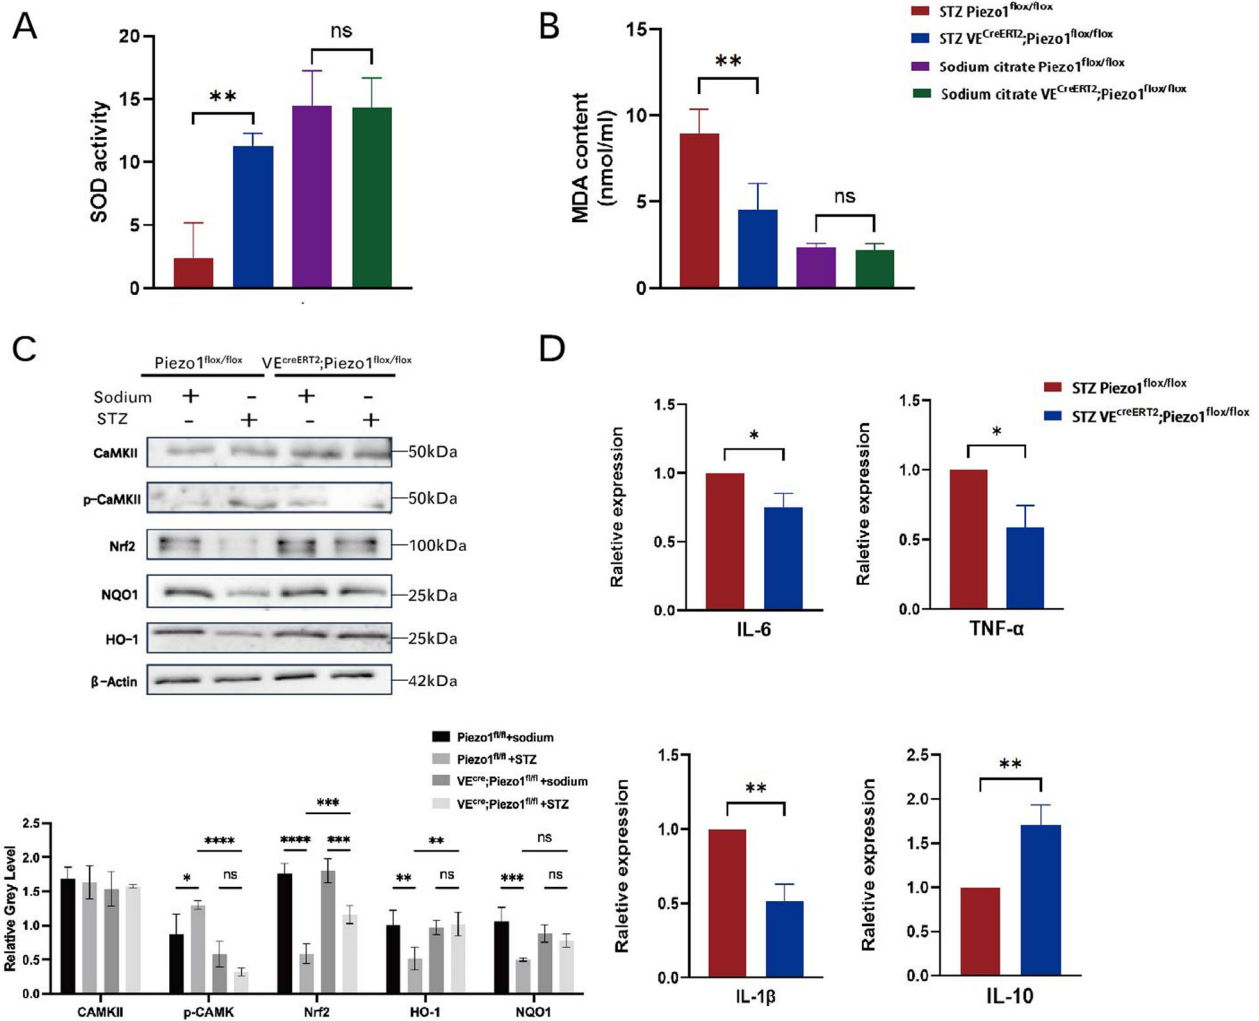 A
SOD activity
20
15
10
5
0
**
ns
B
MDA content
(nmol/ml)
15
10
5
0
**
ns
STZ Piezo1flox/flox
STZ VECreERT2;Piezo1flox/flox
Sodium citrate Piezo1flox/flox
Sodium citrate VECreERT2;Piezo1flox/flox
C
Piezo1flox/flox VEcreERT2;Piezo1flox/flox
Sodium + - + -
STZ - + - +
CaMKII 50kDa
p-CaMKII 50kDa
Nrf2 100kDa
NQO1 25kDa
HO-1 25kDa
β-Actin 42kDa
Piezo1fl/fl+sodium
Piezo1fl/fl+STZ
VEcre;Piezo1fl/fl+sodium
VEcre;Piezo1fl/fl+STZ
Relative Grey Level
2.5
2.0
1.5
1.0
0.5
0.0
* **** ns
**** *** ***
** ** ns
*** ns ns
CAMKII p-CAMK Nrf2 HO-1 NQO1
D
STZ Piezo1flox/flox
STZ VEcreERT2;Piezo1flox/flox
Raletive expression
1.5
1.0
0.5
0.0
*
IL-6
Raletive expression
1.5
1.0
0.5
0.0
*
TNF-α
Raletive expression
1.5
1.0
0.5
0.0
**
IL-1β
Raletive expression
2.5
2.0
1.5
1.0
0.5
0.0
**
IL-10